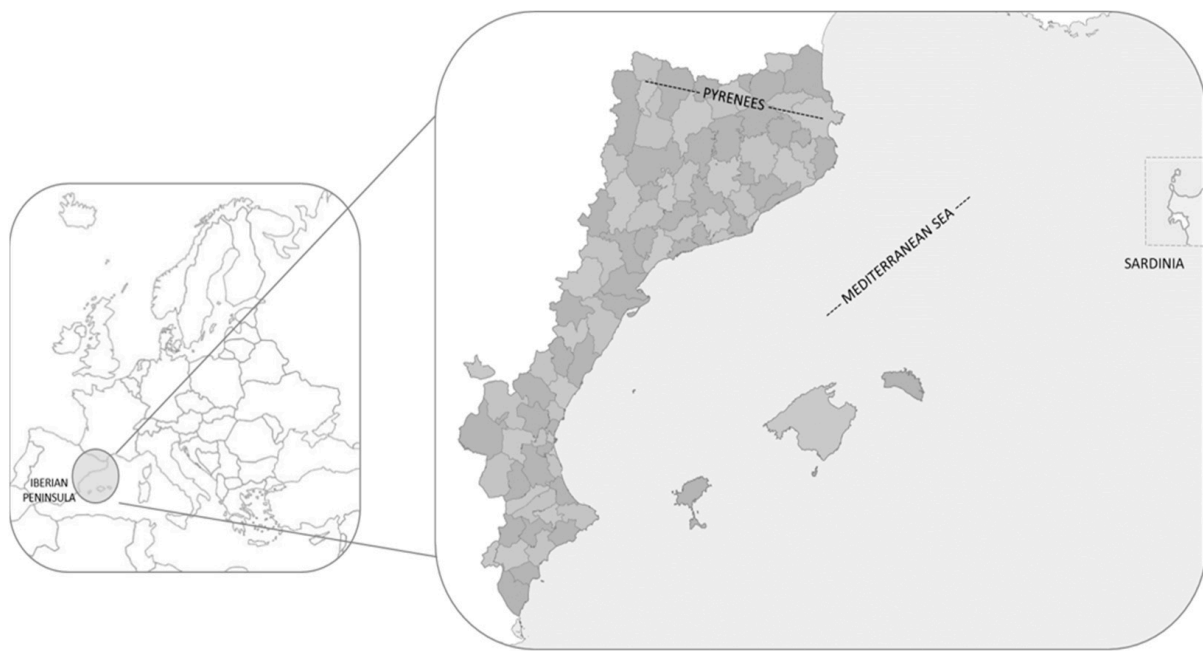 IBERIAN
PENINSULA
PYRENEES
MEDITERRANEAN SEA
SARDINIA